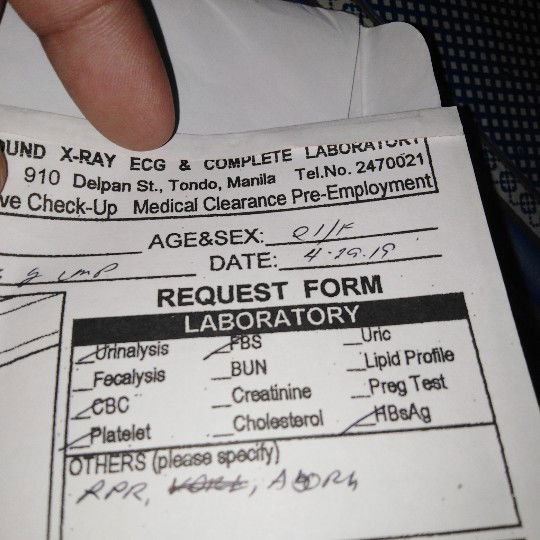 OUND X-RAY ECG & COMPLETE LABORATORY
910 Delpan St., Tondo, Manila Tel.No. 2470021
ve Check-Up Medical Clearance Pre-Employment
AGE&SEX: 21/F
DATE: 4-29-19
REQUEST FORM
LABORATORY
Urinalysis FBS Uric
Fecalysis BUN Lipid Profile
CBC Creatinine Preg Test
Platelet Cholesterol HBsAg
OTHERS (please specify)
RPR,